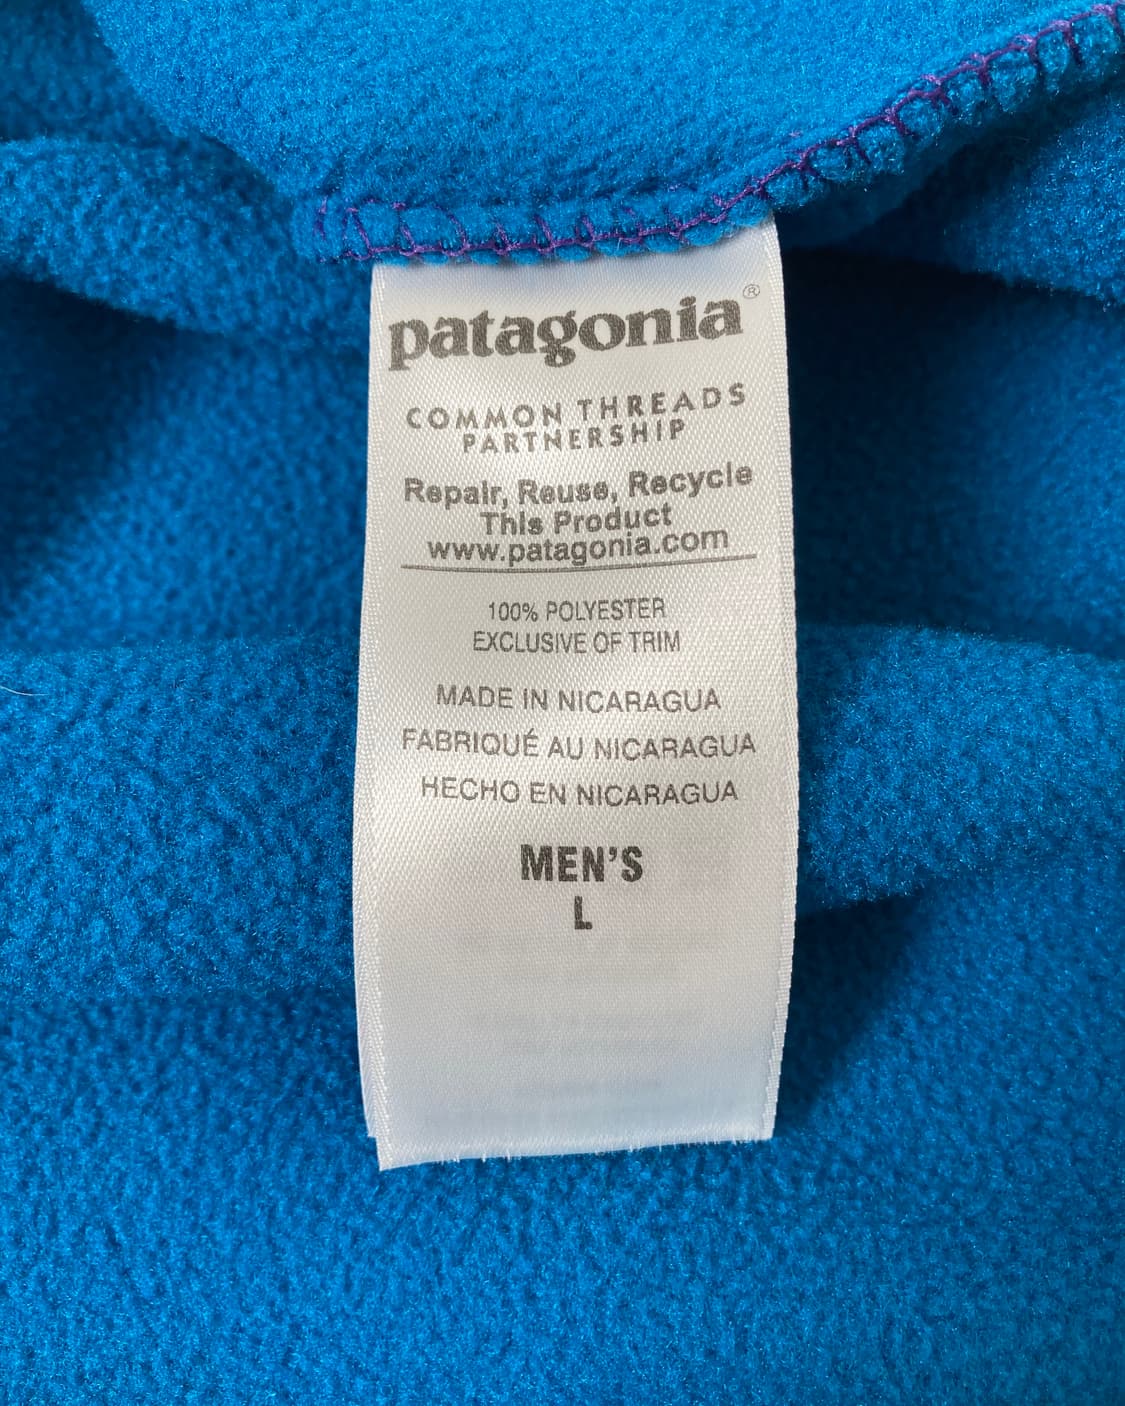 patagonia®
COMMON THREADS
PARTNERSHIP
Repair, Reuse, Recycle
This Product
www.patagonia.com
100% POLYESTER
EXCLUSIVE OF TRIM
MADE IN NICARAGUA
FABRIQUÉ AU NICARAGUA
HECHO EN NICARAGUA
MEN'S
L